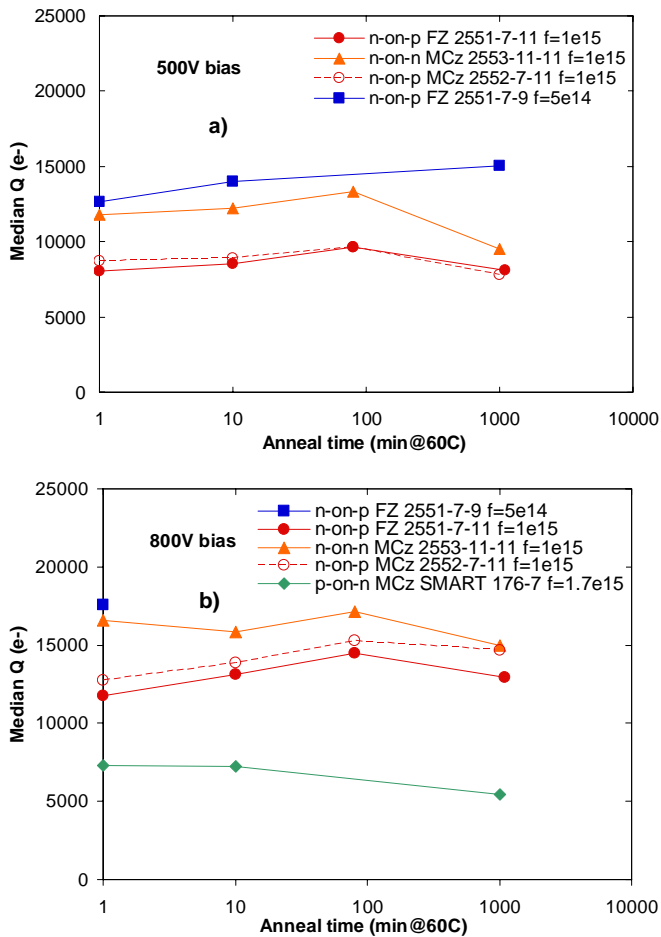 25000
20000
15000
10000
5000
0
Median Q (e-)
500V bias
a)
n-on-p FZ 2551-7-11 f=1e15
n-on-n MCz 2553-11-11 f=1e15
n-on-p MCz 2552-7-11 f=1e15
n-on-p FZ 2551-7-9 f=5e14
1 10 100 1000 10000
Anneal time (min@60C)
25000
20000
15000
10000
5000
0
Median Q (e-)
800V bias
b)
n-on-p FZ 2551-7-9 f=5e14
n-on-p FZ 2551-7-11 f=1e15
n-on-n MCz 2553-11-11 f=1e15
n-on-p MCz 2552-7-11 f=1e15
p-on-n MCz SMART 176-7 f=1.7e15
1 10 100 1000 10000
Anneal time (min@60C)